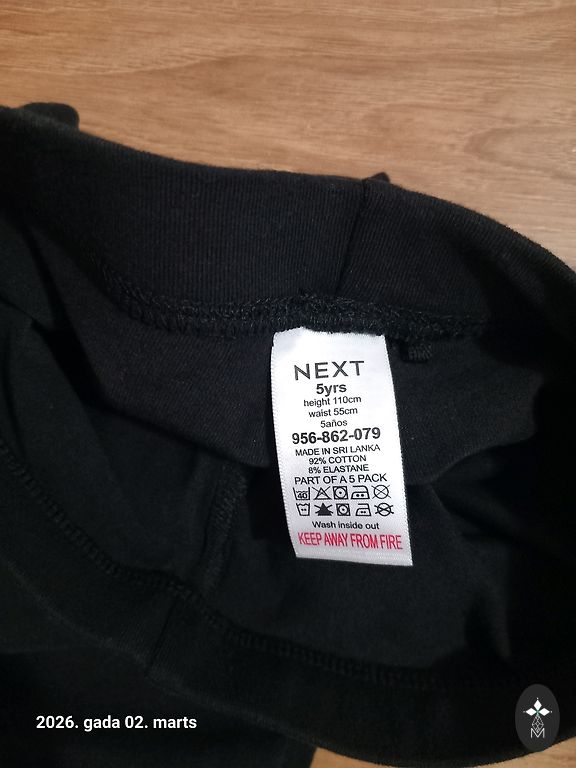 NEXT
5yrs
height 110cm
waist 55cm
5años
956-862-079
MADE IN SRI LANKA
92% COTTON
8% ELASTANE
PART OF A 5 PACK
40
Wash inside out
KEEP AWAY FROM FIRE
2026. gada 02. marts